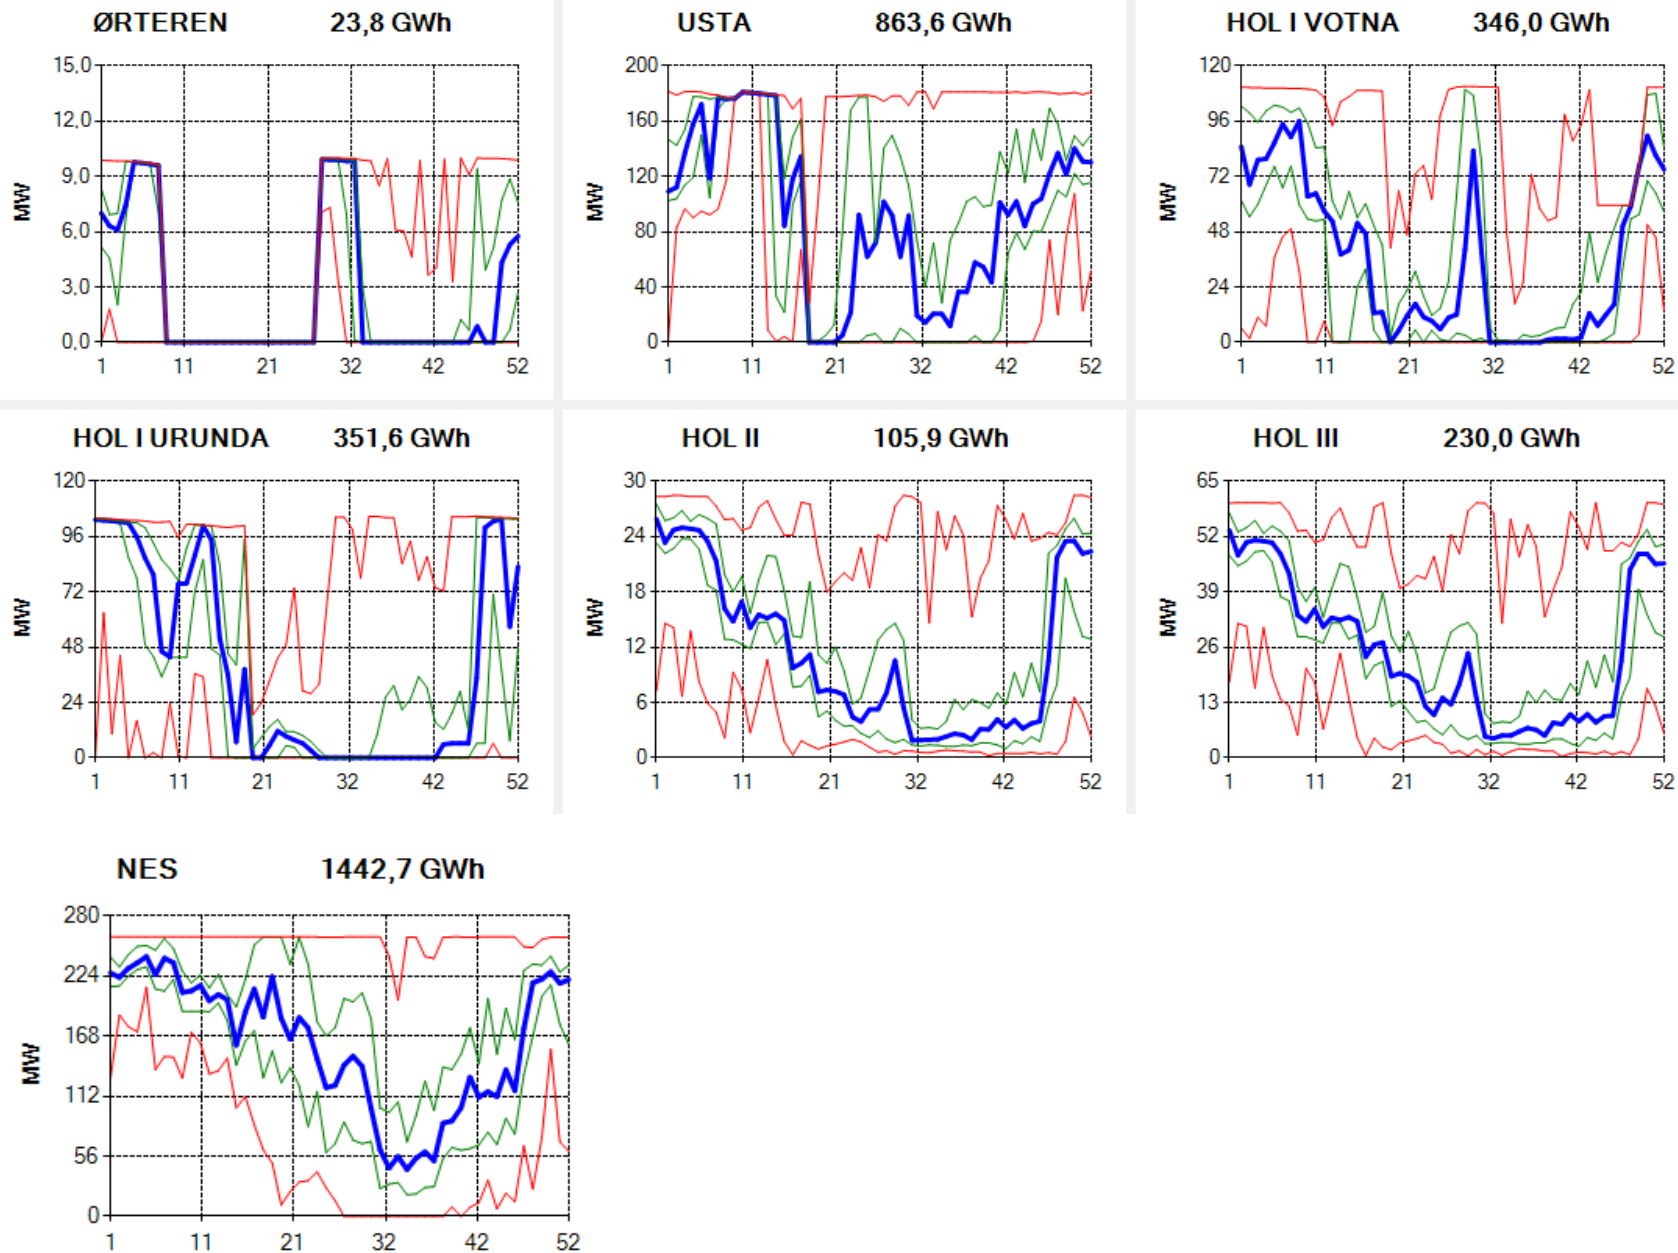 ØRTEREN 23,8 GWh
15,0
12,0
9,0
6,0
3,0
0,0
MW
1 11 21 32 42 52
USTA 863,6 GWh
200
160
120
80
40
0
MW
1 11 21 32 42 52
HOL I VOTNA 346,0 GWh
120
96
72
48
24
0
MW
1 11 21 32 42 52
HOL I URUNDA 351,6 GWh
120
96
72
48
24
0
MW
1 11 21 32 42 52
HOL II 105,9 GWh
30
24
18
12
6
0
MW
1 11 21 32 42 52
HOL III 230,0 GWh
65
52
39
26
13
0
MW
1 11 21 32 42 52
NES 1442,7 GWh
280
224
168
112
56
0
MW
1 11 21 32 42 52